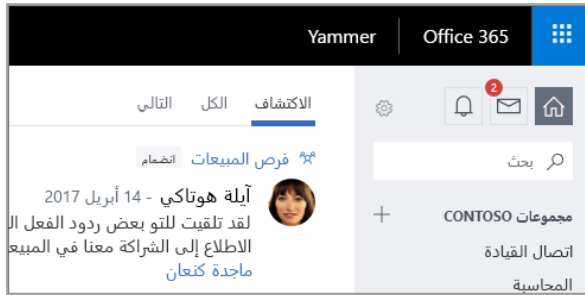 Office 365
Yammer
2
بحث
مجموعات CONTOSO
اتصال القيادة
المحاسبة
الاكتشاف
الكل
التالي
فرص المبيعات انضمام
آيلة هوتاكي - 14 أبريل 2017
لقد تلقيت للتو بعض ردود الفعل
الاطلاع إلى الشراكة معنا في
ماجدة كنعان